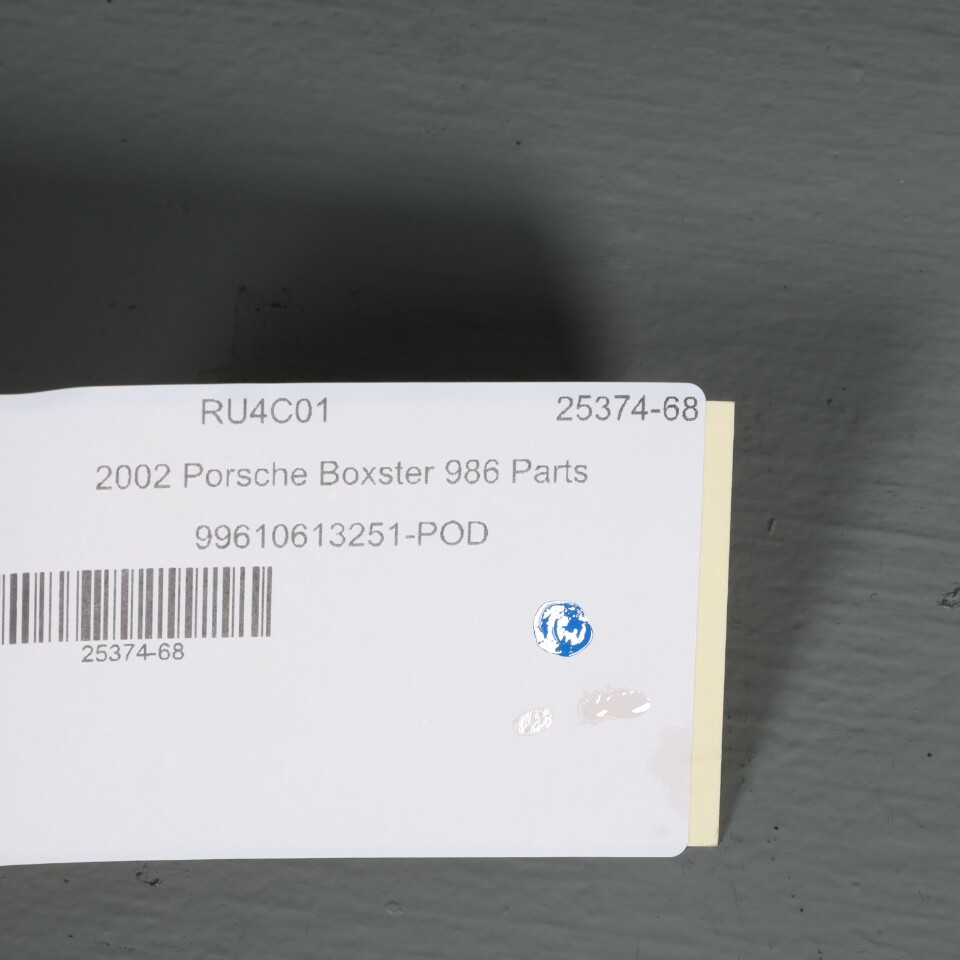 RU4C01 25374-68
2002 Porsche Boxster 986 Parts
99610613251-POD
25374-68